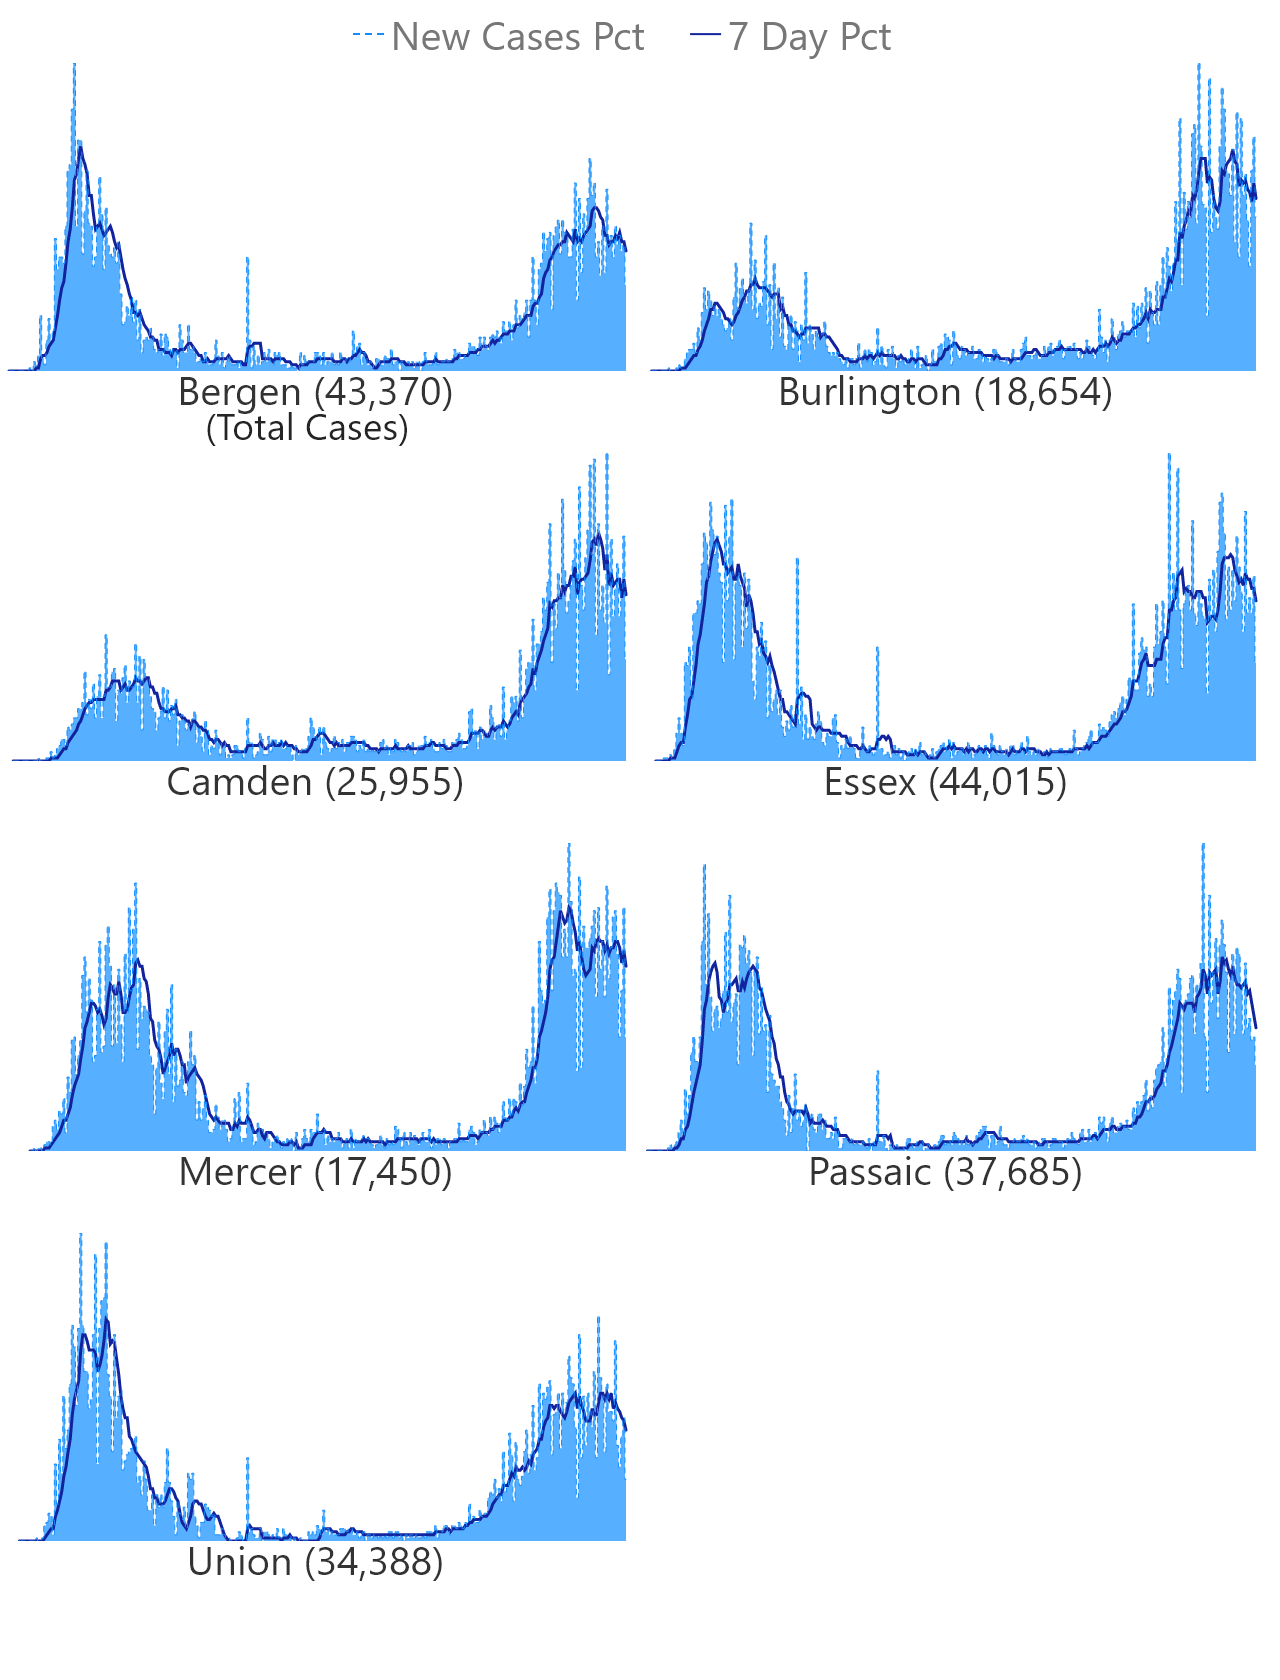 New Cases Pct 7 Day Pct
Bergen (43,370)
(Total Cases)
Burlington (18,654)
Camden (25,955)
Essex (44,015)
Mercer (17,450)
Passaic (37,685)
Union (34,388)